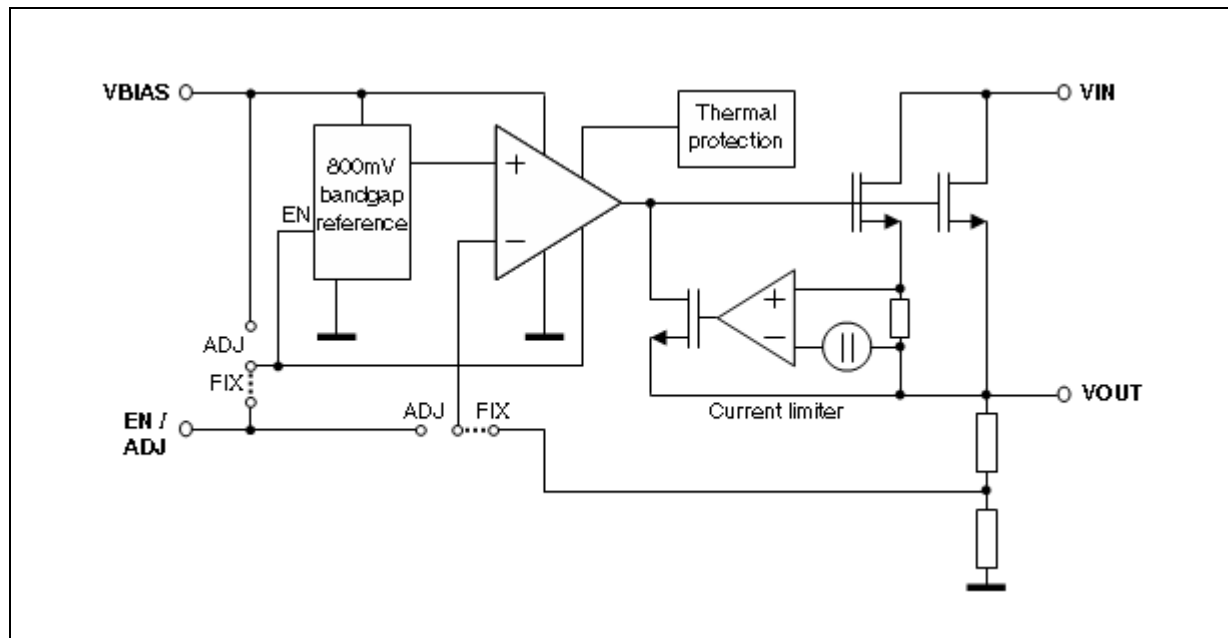 VBIAS
VIN
Thermal
protection
800mV
bandgap
reference
EN
+
−
ADJ
FIX
+
−
EN /
ADJ
ADJ
FIX
Current limiter
VOUT